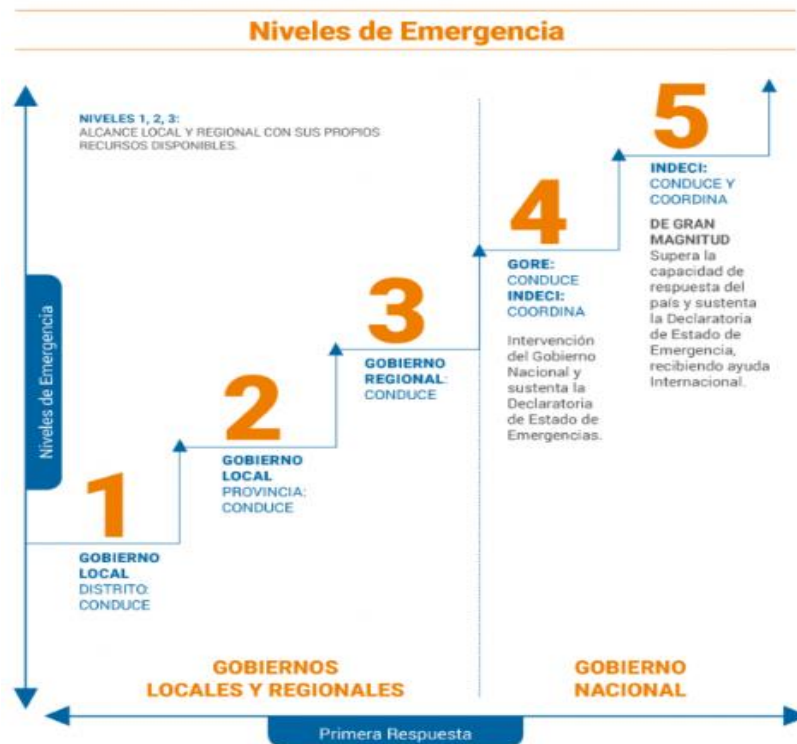 Niveles de Emergencia
NIVELES 1, 2, 3:
ALCANCE LOCAL Y REGIONAL CON SUS PROPIOS
RECURSOS DISPONIBLES.
Niveles de Emergencia
1
GOBIERNO
LOCAL
DISTRITO:
CONDUCE
2
GOBIERNO
LOCAL
PROVINCIA:
CONDUCE
3
GOBIERNO
REGIONAL:
CONDUCE
4
GORE:
CONDUCE
INDECI:
COORDINA
Intervención
del Gobierno
Nacional y
sustenta la
Declaratoria
de Estado de
Emergencias.
5
INDECI:
CONDUCE Y
COORDINA
DE GRAN
MAGNITUD
Supera la
capacidad de
respuesta del
país y sustenta
la Declaratoria
de Estado de
Emergencia,
recibiendo ayuda
Internacional.
GOBIERNOS
LOCALES Y REGIONALES
GOBIERNO
NACIONAL
Primera Respuesta